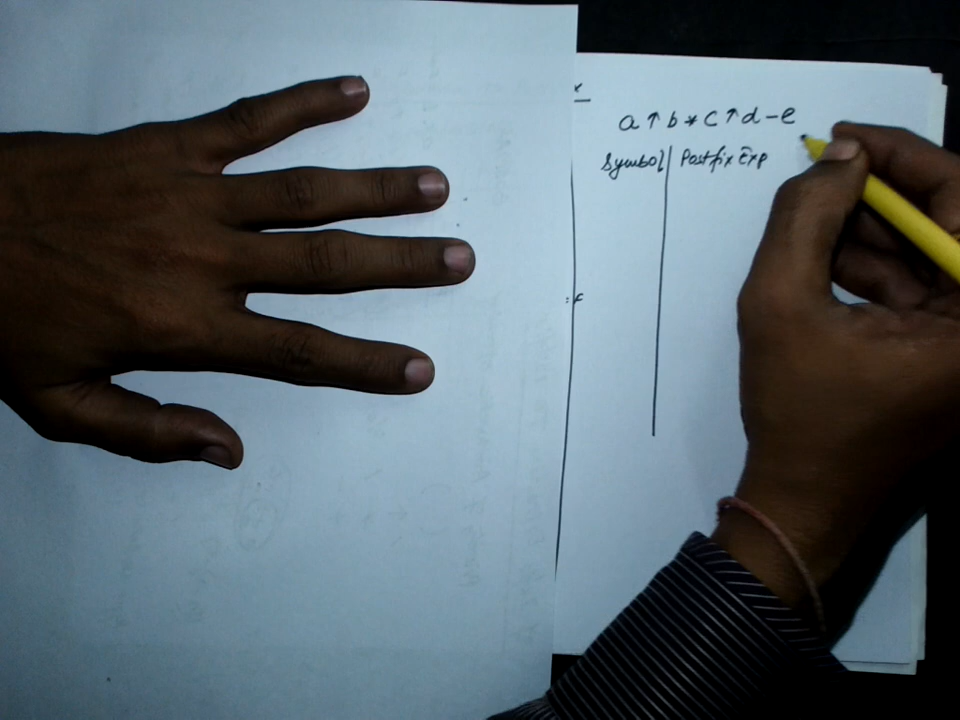 x
a ↑ b * c ↑ d - e
Symbol | Postfix Exp